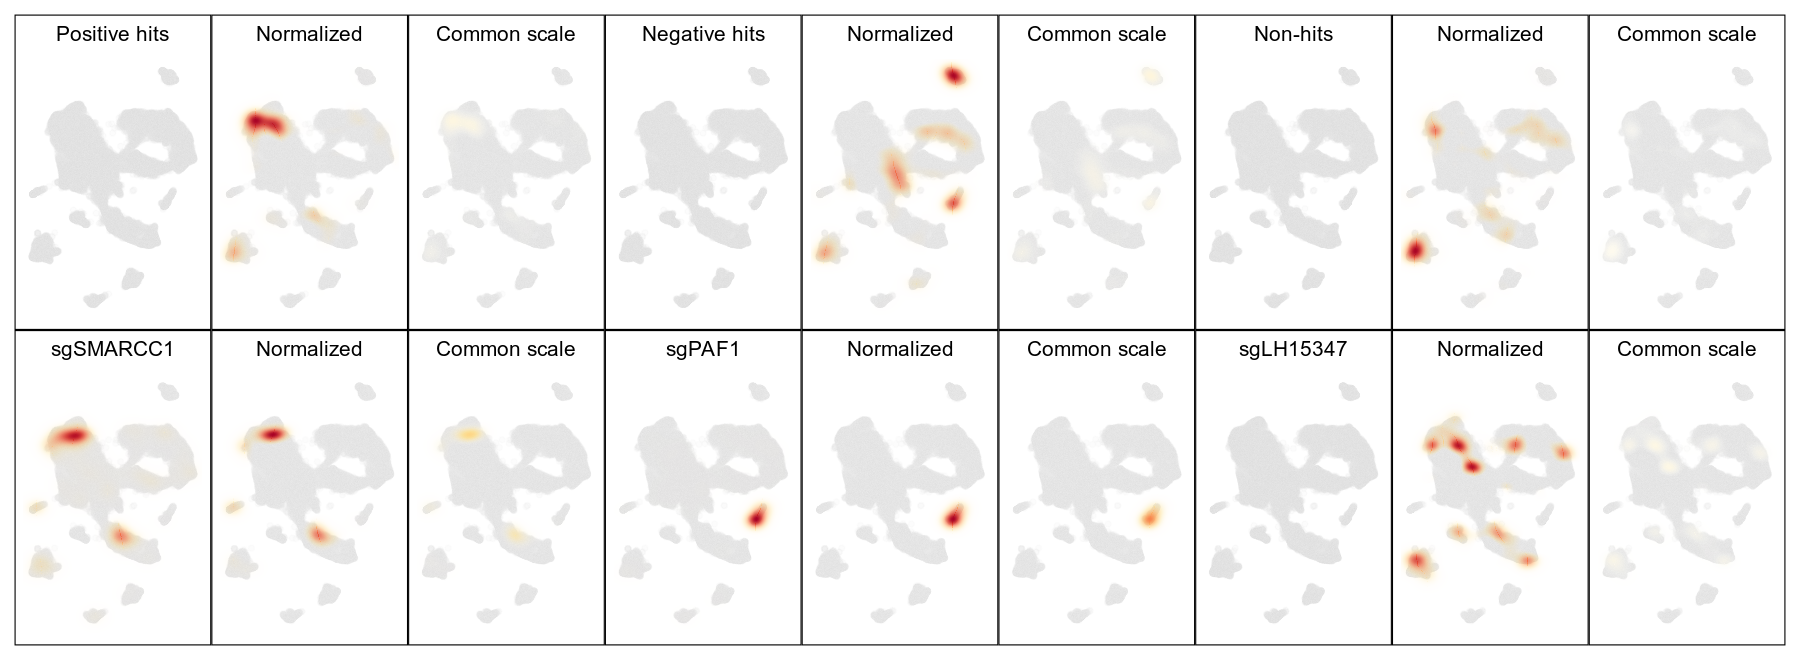 Positive hits
Normalized
Common scale
Negative hits
Normalized
Common scale
Non-hits
Normalized
Common scale
sgSMARCC1
Normalized
Common scale
sgPAF1
Normalized
Common scale
sgLH15347
Normalized
Common scale